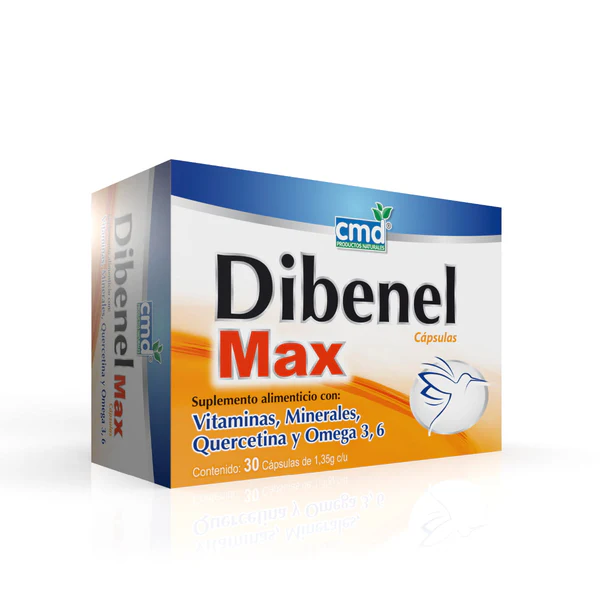 cmd®
PRODUCTOS NATURALES
Dibenel
Max
Cápsulas
Suplemento alimenticio con:
Vitaminas, Minerales,
Quercetina y Omega 3, 6
Contenido: 30 Cápsulas de 1,35g c/u
Dibenel Max
cmd